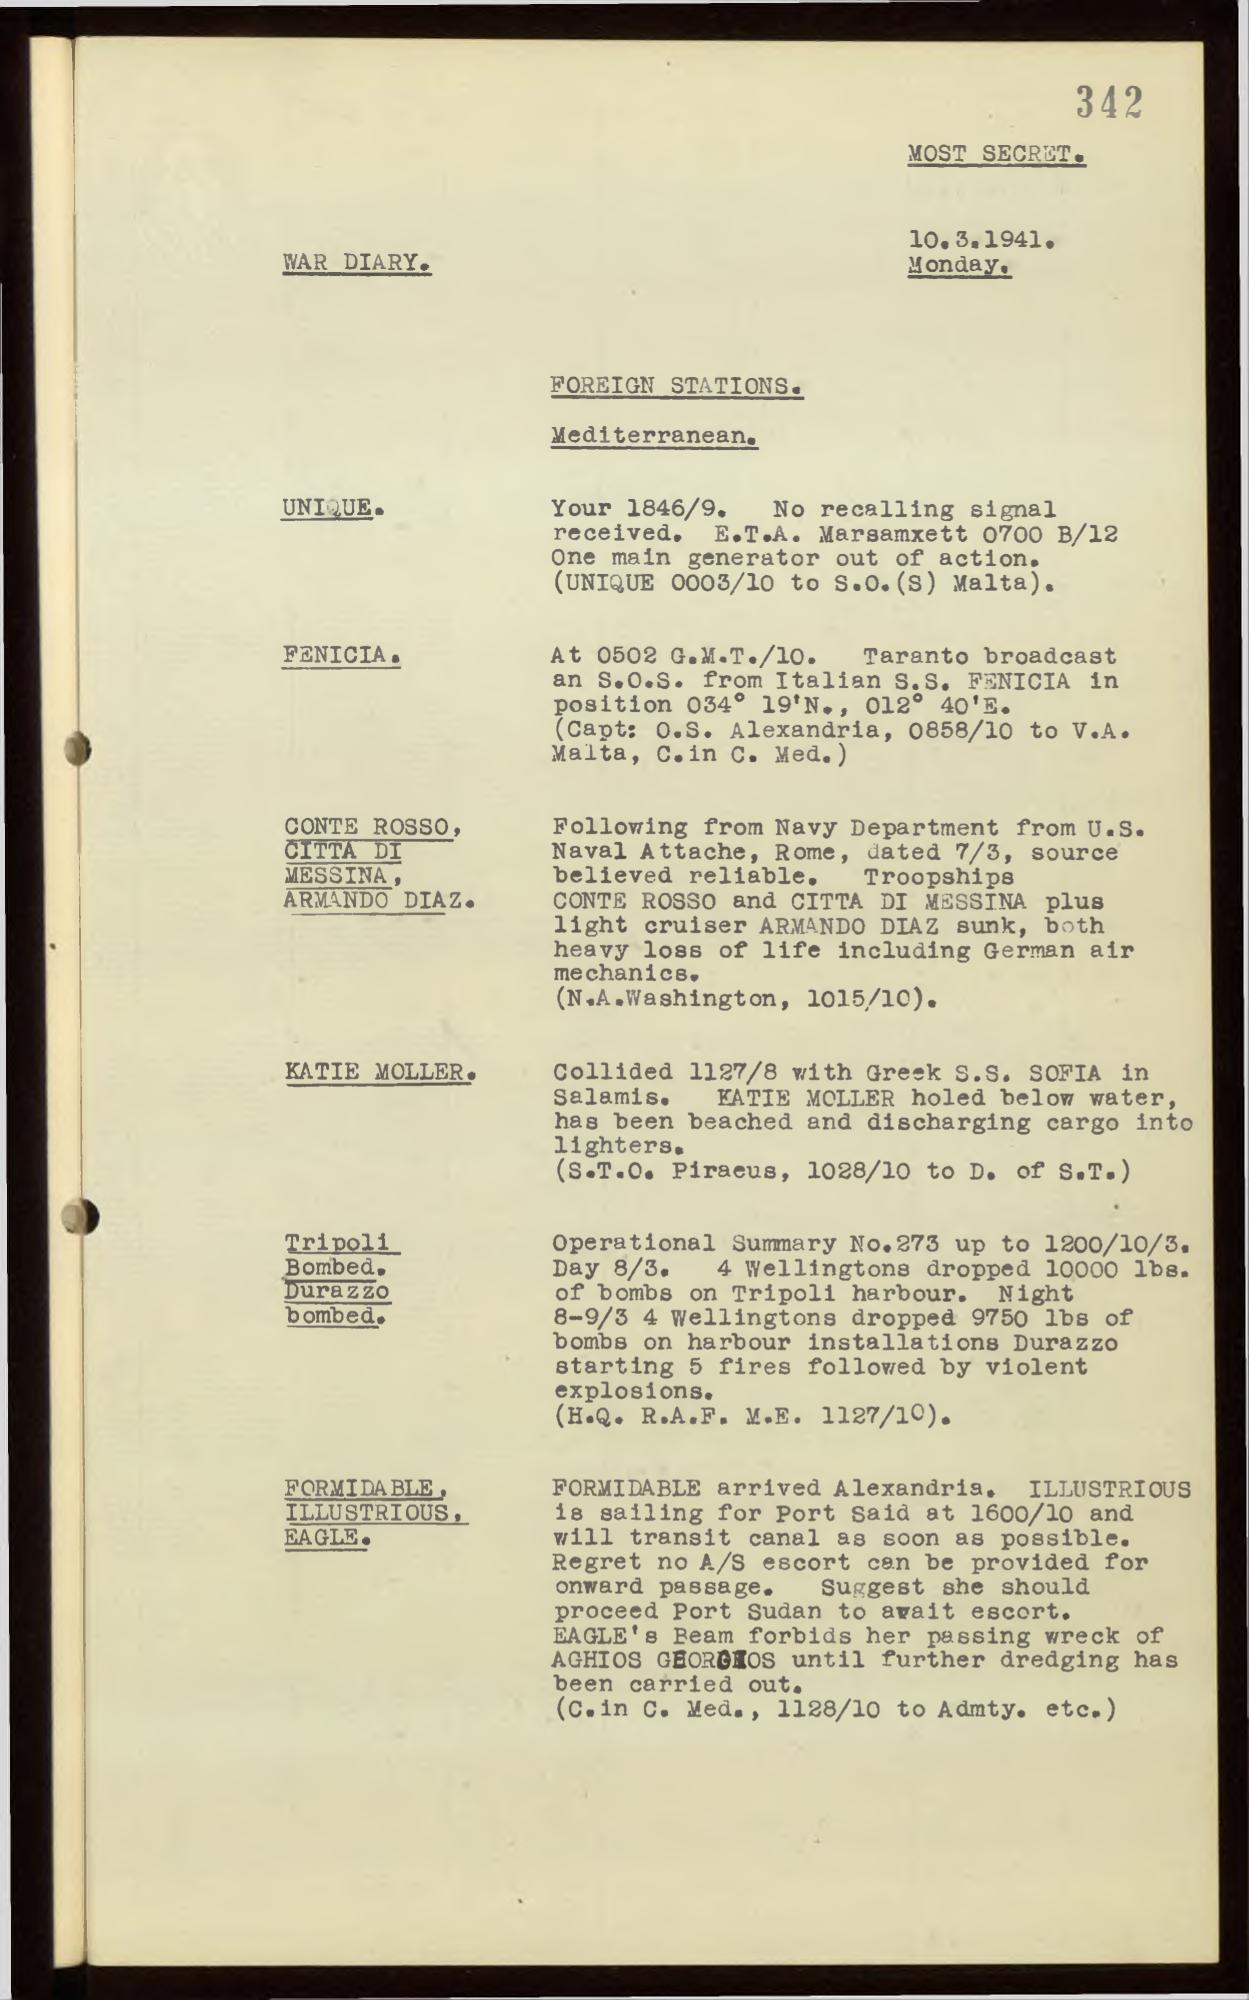 342
MOST SECRET.
10.3.1941.
WAR DIARY.
Monday.
FOREIGN STATIONS.
Mediterranean.
UNIQUE.
Your 1846/9. No recalling signal
received. E.T.A. Marsamxett 0700 B/12
One main generator out of action.
(UNIQUE 0003/10 to S.O.(S) Malta).
FENICIA.
At 0502 G.M.T./10. Taranto broadcast
an S.O.S. from Italian S.S. FENICIA in
position 034° 19'N., 012° 40'E.
(Capt: O.S. Alexandria, 0858/10 to V.A.
Malta, C.in C. Med.)
CONTE ROSSO,
CITTA DI
MESSINA,
ARMANDO DIAZ.
Following from Navy Department from U.S.
Naval Attache, Rome, dated 7/3, source
believed reliable. Troopships
CONTE ROSSO and CITTA DI MESSINA plus
light cruiser ARMANDO DIAZ sunk, both
heavy loss of life including German air
mechanics.
(N.A.Washington, 1015/10).
KATIE MOLLER.
Collided 1127/8 with Greek S.S. SOFIA in
Salamis. KATIE MOLLER holed below water,
has been beached and discharging cargo into
lighters.
(S.T.O. Piraeus, 1028/10 to D. of S.T.)
Tripoli
Bombed.
Durazzo
bombed.
Operational Summary No.273 up to 1200/10/3.
Day 8/3. 4 Wellingtons dropped 10000 lbs.
of bombs on Tripoli harbour. Night
8-9/3 4 Wellingtons dropped 9750 lbs of
bombs on harbour installations Durazzo
starting 5 fires followed by violent
explosions.
(H.Q. R.A.F. M.E. 1127/10).
FORMIDABLE,
ILLUSTRIOUS,
EAGLE.
FORMIDABLE arrived Alexandria. ILLUSTRIOUS
is sailing for Port Said at 1600/10 and
will transit canal as soon as possible.
Regret no A/S escort can be provided for
onward passage. Suggest she should
proceed Port Sudan to await escort.
EAGLE's Beam forbids her passing wreck of
AGHIOS GEORGIOS until further dredging has
been carried out.
(C.in C. Med., 1128/10 to Admty. etc.)